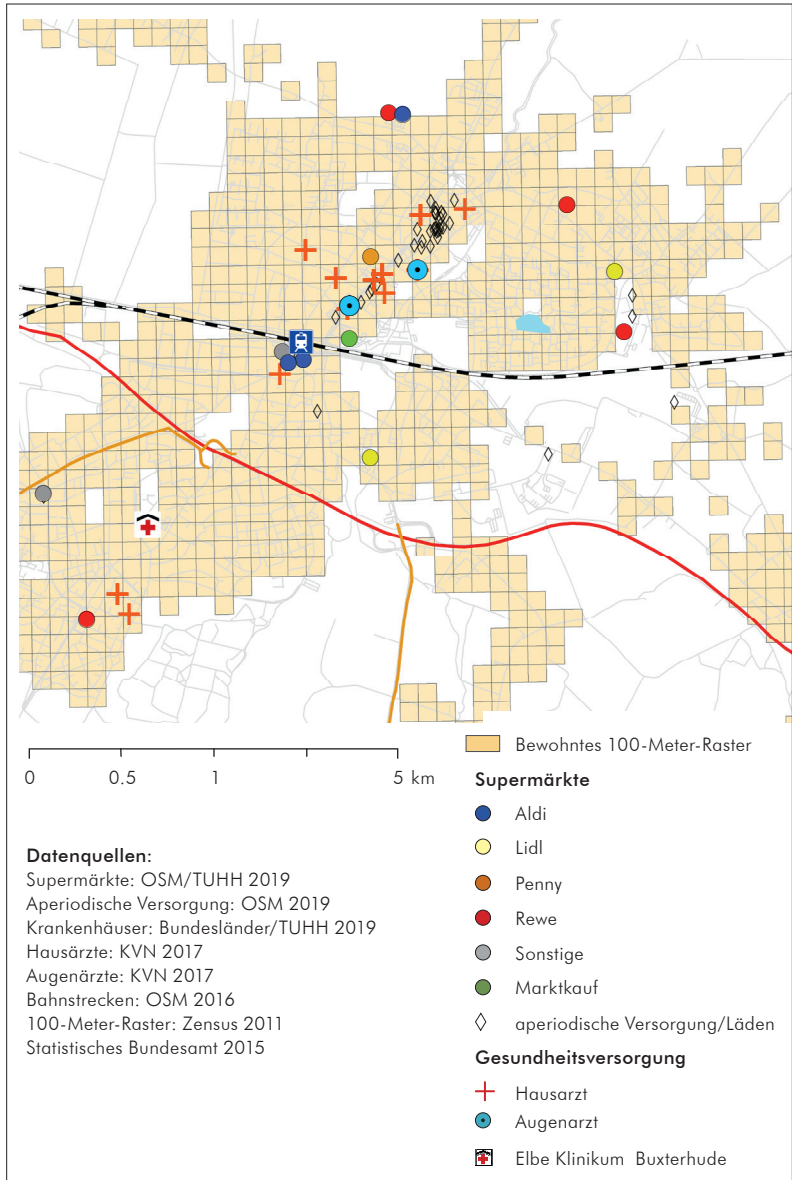 0 0.5 1 5 km
Datenquellen:
Supermärkte: OSM/TUHH 2019
Aperiodische Versorgung: OSM 2019
Krankenhäuser: Bundesländer/TUHH 2019
Hausärzte: KVN 2017
Augenärzte: KVN 2017
Bahnstrecken: OSM 2016
100-Meter-Raster: Zensus 2011
Statistisches Bundesamt 2015
Bewohntes 100-Meter-Raster
Supermärkte
Aldi
Lidl
Penny
Rewe
Sonstige
Marktkauf
aperiodische Versorgung/Läden
Gesundheitsversorgung
Hausarzt
Augenarzt
Elbe Klinikum Buxterhude